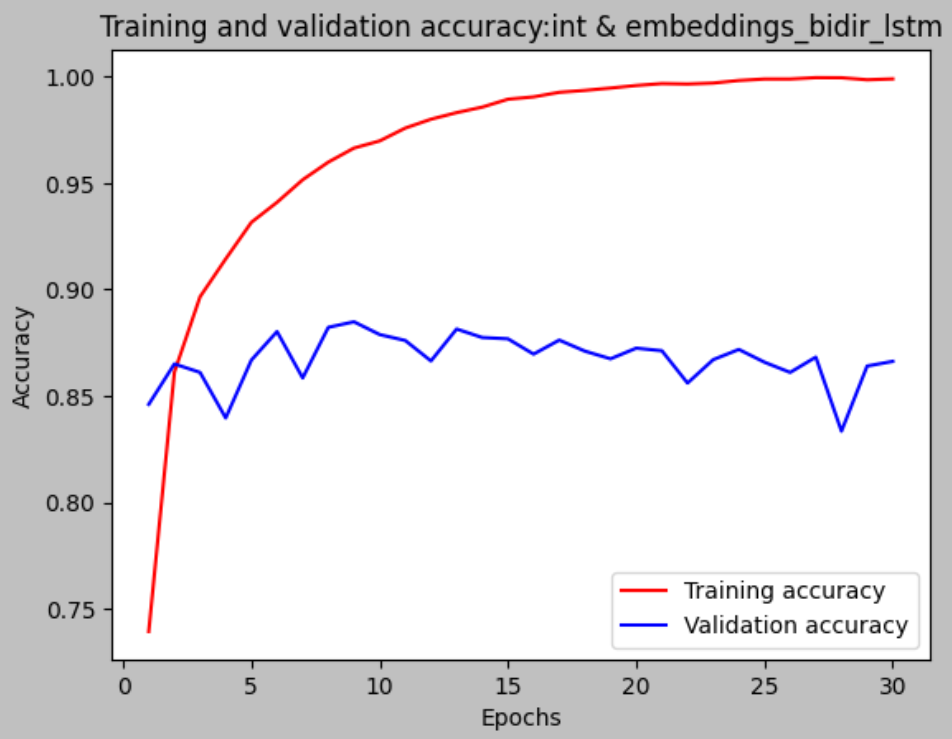 Training and validation accuracy:int & embeddings_bidir_lstm
1.00
0.95
0.90
0.85
0.80
0.75
Accuracy
Training accuracy
Validation accuracy
0 5 10 15 20 25 30
Epochs